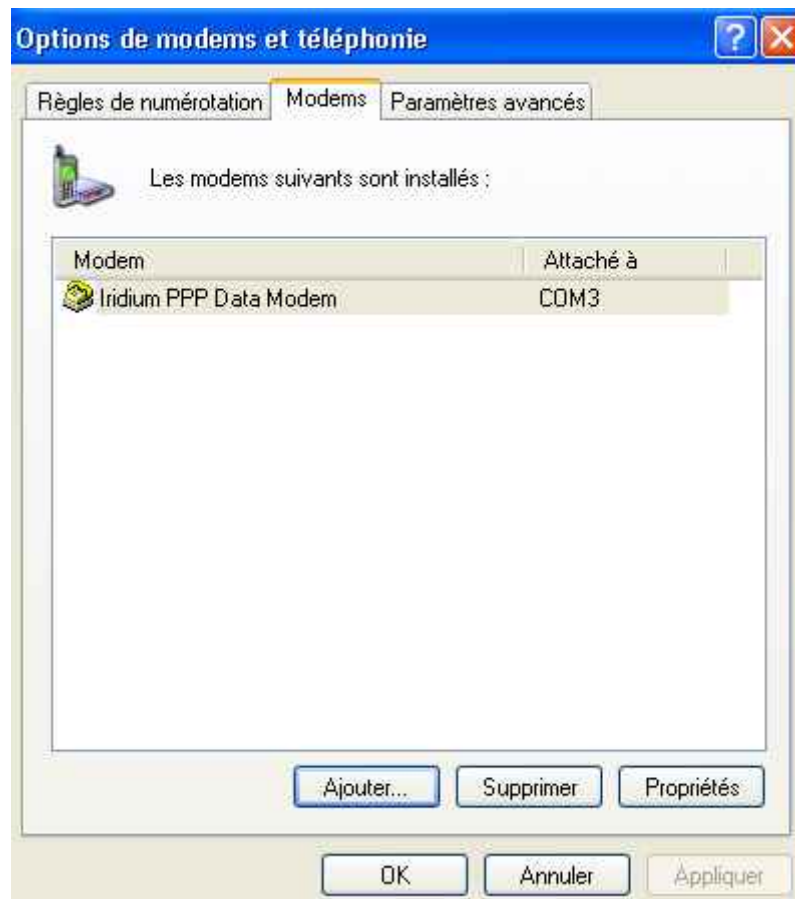 Options de modems et téléphonie
Règles de numérotation Modems Paramètres avancés
Les modems suivants sont installés :
Modem Attaché à
Iridium PPP Data Modem COM3
Ajouter... Supprimer Propriétés
OK Annuler Appliquer